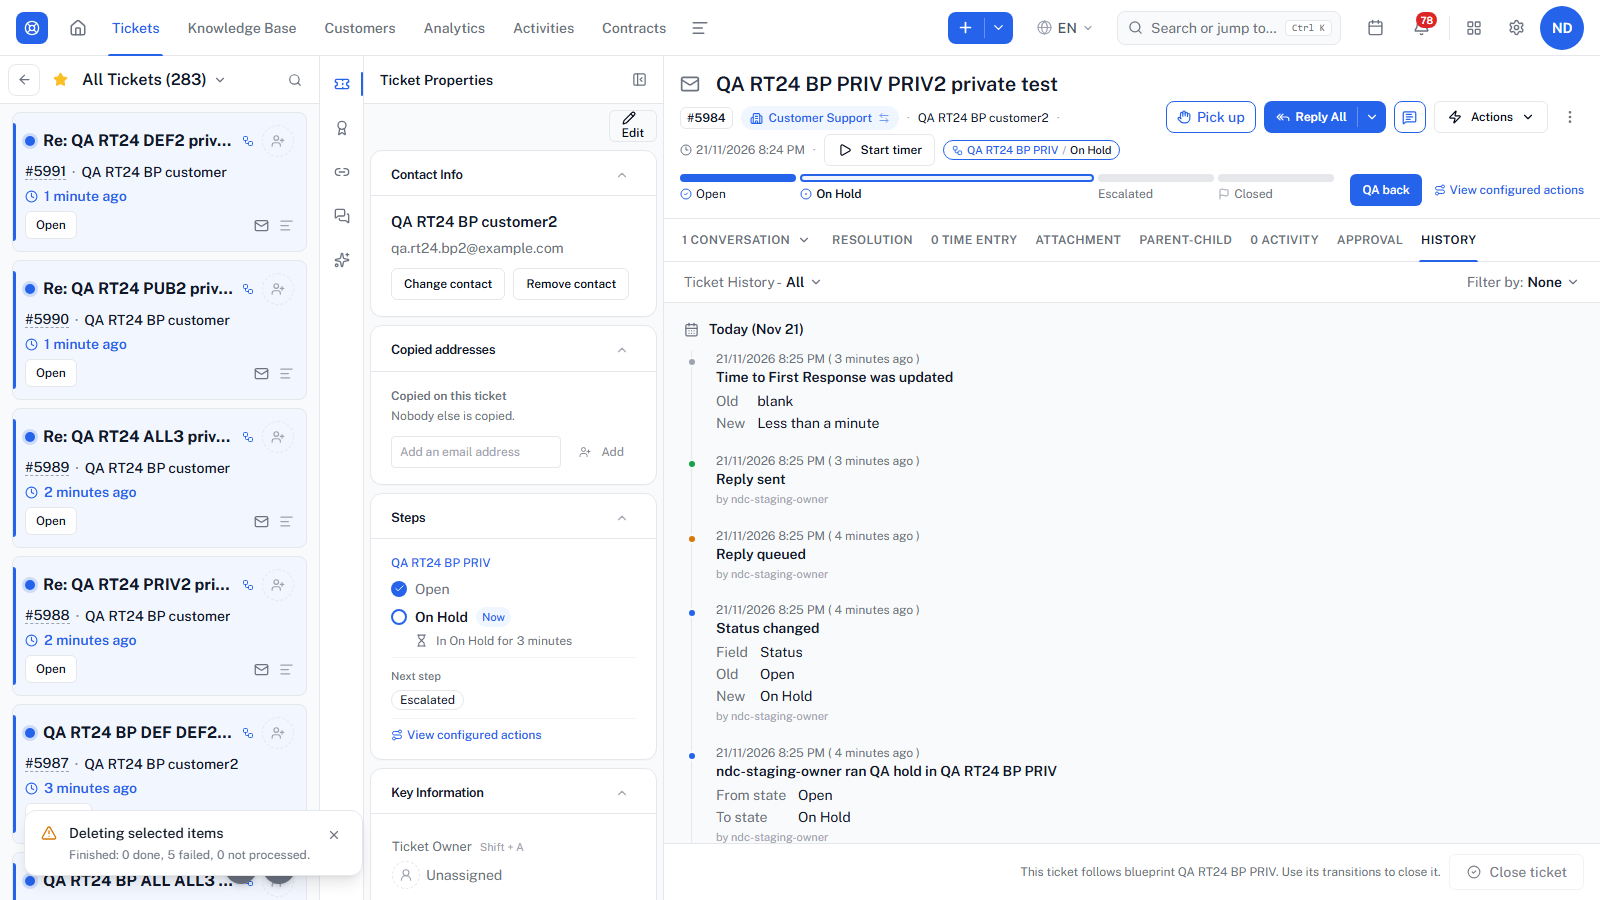 Tickets
Knowledge Base
Customers
Analytics
Activities
Contracts
EN
Search or jump to...
Ctrl K
78
ND
All Tickets (283)
Re: QA RT24 DEF2 priv...
#5991 · QA RT24 BP customer
1 minute ago
Open
Re: QA RT24 PUB2 priv...
#5990 · QA RT24 BP customer
1 minute ago
Open
Re: QA RT24 ALL3 priv...
#5989 · QA RT24 BP customer
2 minutes ago
Open
Re: QA RT24 PRIV2 pri...
#5988 · QA RT24 BP customer
2 minutes ago
Open
QA RT24 BP DEF DEF2...
#5987 · QA RT24 BP customer2
3 minutes ago
Deleting selected items
Finished: 0 done, 5 failed, 0 not processed.
QA RT24 BP ALL ALL3 ...
Ticket Properties
Edit
Contact Info
QA RT24 BP customer2
qa.rt24.bp2@example.com
Change contact
Remove contact
Copied addresses
Copied on this ticket
Nobody else is copied.
Add an email address
Add
Steps
QA RT24 BP PRIV
Open
On Hold
Now
In On Hold for 3 minutes
Next step
Escalated
View configured actions
Key Information
Ticket Owner
Shift + A
Unassigned
QA RT24 BP PRIV PRIV2 private test
#5984
Customer Support
· QA RT24 BP customer2 ·
21/11/2026 8:24 PM ·
Start timer
QA RT24 BP PRIV / On Hold
Pick up
Reply All
Actions
Open
On Hold
Escalated
Closed
QA back
View configured actions
1 CONVERSATION
RESOLUTION
0 TIME ENTRY
ATTACHMENT
PARENT-CHILD
0 ACTIVITY
APPROVAL
HISTORY
Ticket History - All
Filter by: None
Today (Nov 21)
21/11/2026 8:25 PM ( 3 minutes ago )
Time to First Response was updated
Old blank
New Less than a minute
21/11/2026 8:25 PM ( 3 minutes ago )
Reply sent
by ndc-staging-owner
21/11/2026 8:25 PM ( 4 minutes ago )
Reply queued
by ndc-staging-owner
21/11/2026 8:25 PM ( 4 minutes ago )
Status changed
Field Status
Old Open
New On Hold
by ndc-staging-owner
21/11/2026 8:25 PM ( 4 minutes ago )
ndc-staging-owner ran QA hold in QA RT24 BP PRIV
From state Open
To state On Hold
by ndc-staging-owner
This ticket follows blueprint QA RT24 BP PRIV. Use its transitions to close it.
Close ticket